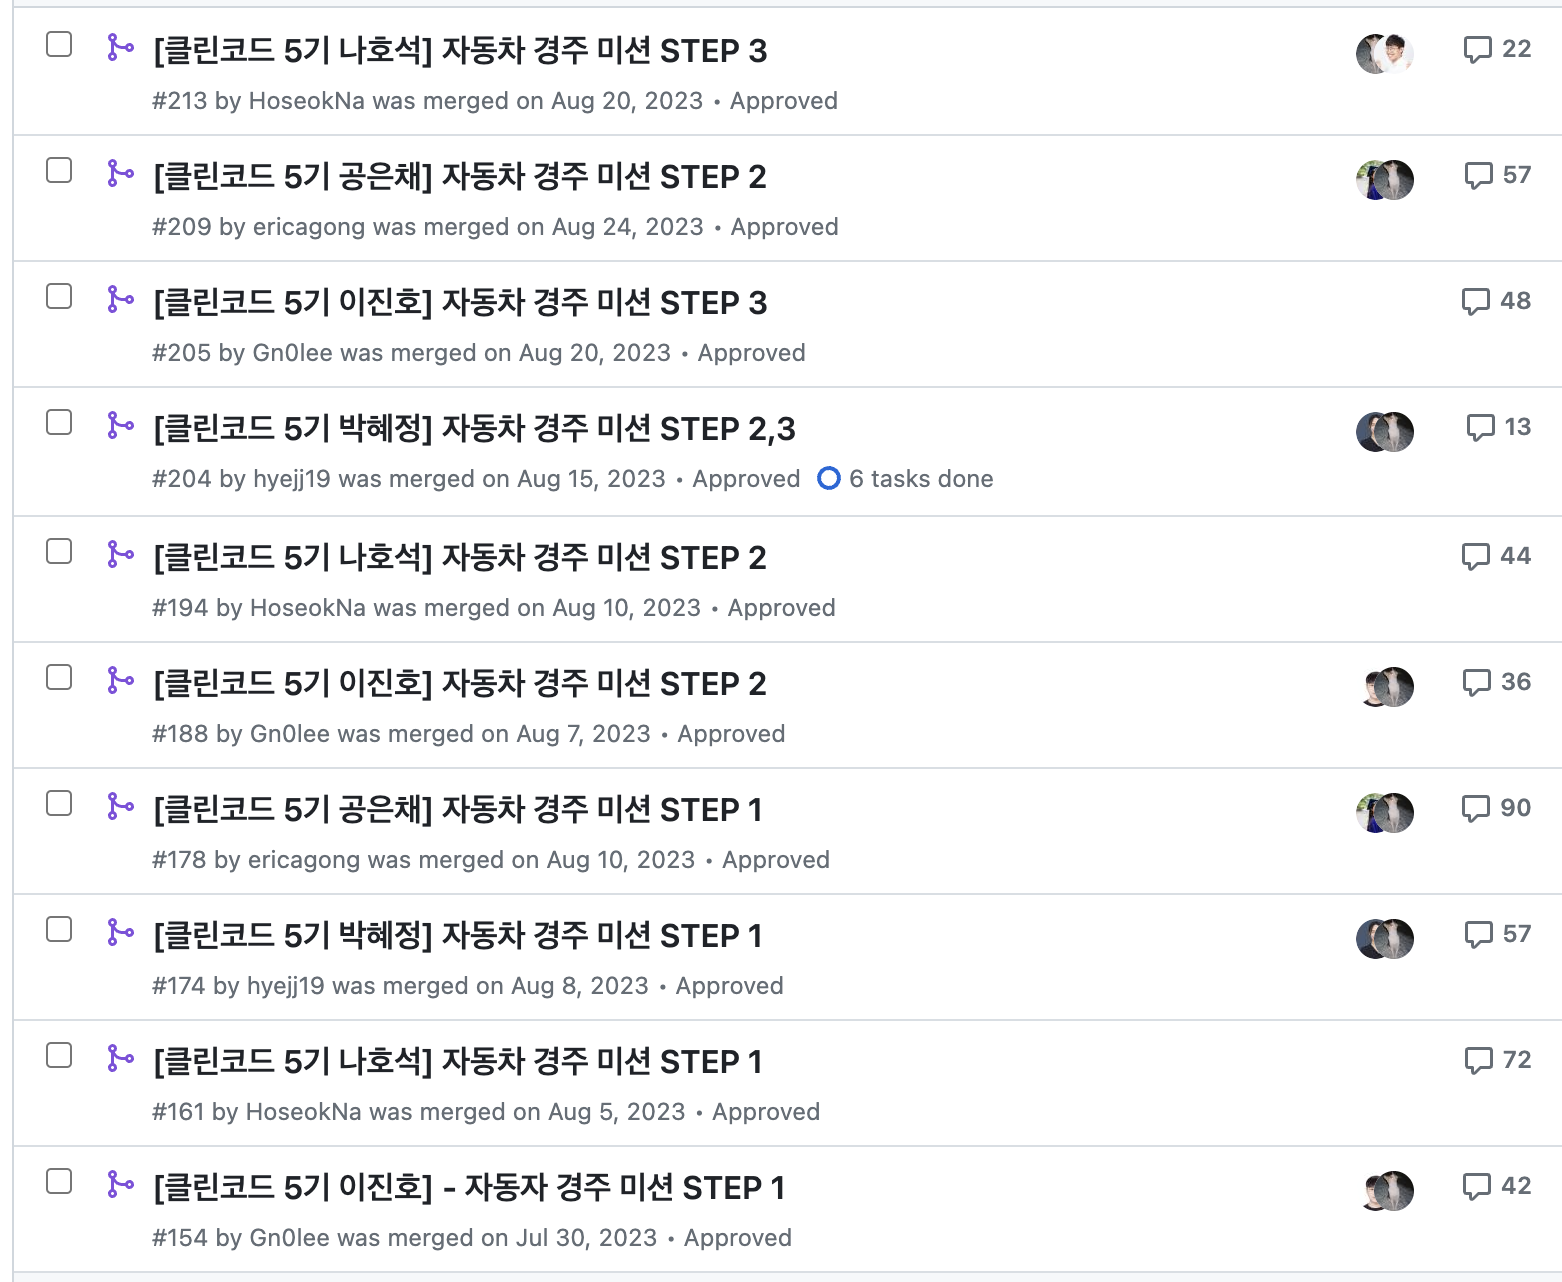 [클린코드 5기 나호석] 자동차 경주 미션 STEP 3
22
#213 by HoseokNa was merged on Aug 20, 2023 • Approved
[클린코드 5기 공은채] 자동차 경주 미션 STEP 2
57
#209 by ericagong was merged on Aug 24, 2023 • Approved
[클린코드 5기 이진호] 자동차 경주 미션 STEP 3
48
#205 by Gn0lee was merged on Aug 20, 2023 • Approved
[클린코드 5기 박혜정] 자동차 경주 미션 STEP 2,3
13
#204 by hyejj19 was merged on Aug 15, 2023 • Approved 6 tasks done
[클린코드 5기 나호석] 자동차 경주 미션 STEP 2
44
#194 by HoseokNa was merged on Aug 10, 2023 • Approved
[클린코드 5기 이진호] 자동차 경주 미션 STEP 2
36
#188 by Gn0lee was merged on Aug 7, 2023 • Approved
[클린코드 5기 공은채] 자동차 경주 미션 STEP 1
90
#178 by ericagong was merged on Aug 10, 2023 • Approved
[클린코드 5기 박혜정] 자동차 경주 미션 STEP 1
57
#174 by hyejj19 was merged on Aug 8, 2023 • Approved
[클린코드 5기 나호석] 자동차 경주 미션 STEP 1
72
#161 by HoseokNa was merged on Aug 5, 2023 • Approved
[클린코드 5기 이진호] - 자동자 경주 미션 STEP 1
42
#154 by Gn0lee was merged on Jul 30, 2023 • Approved